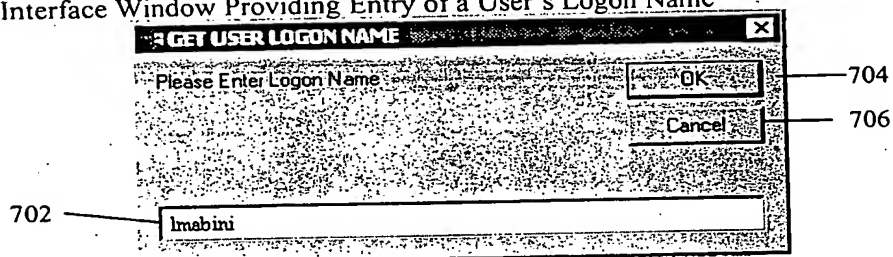 Interface Window Providing Entry of a User's Logon Name
GET USER LOGON NAME
Please Enter Logon Name
OK
704
Cancel
706
702
lmabini